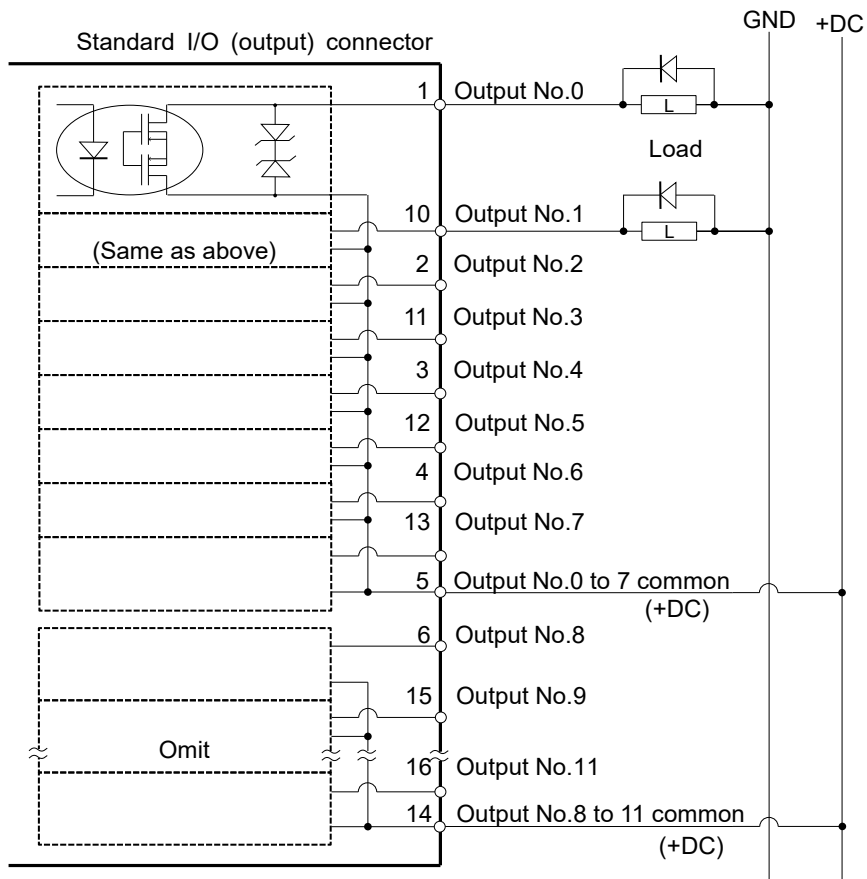 GND +DC
Standard I/O (output) connector
1 Output No.0
L
Load
10 Output No.1
L
(Same as above)
2 Output No.2
11 Output No.3
3 Output No.4
12 Output No.5
4 Output No.6
13 Output No.7
5 Output No.0 to 7 common
(+DC)
6 Output No.8
15 Output No.9
Omit
16 Output No.11
14 Output No.8 to 11 common
(+DC)